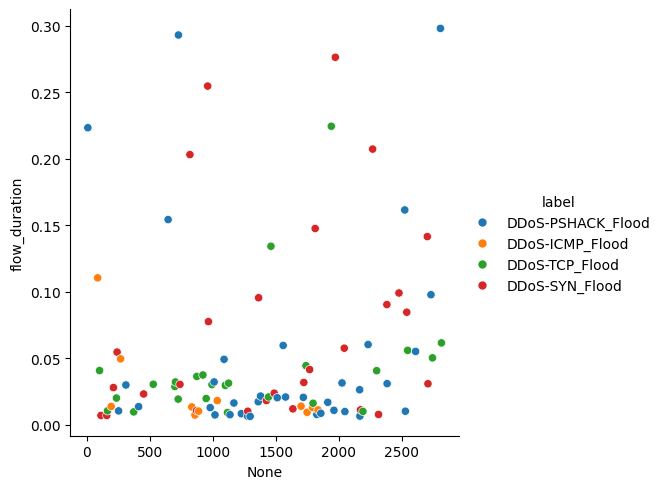 0.30
0.25
0.20
0.15
0.10
0.05
0.00
flow_duration
0 500 1000 1500 2000 2500
None
label
DDoS-PSHACK_Flood
DDoS-ICMP_Flood
DDoS-TCP_Flood
DDoS-SYN_Flood